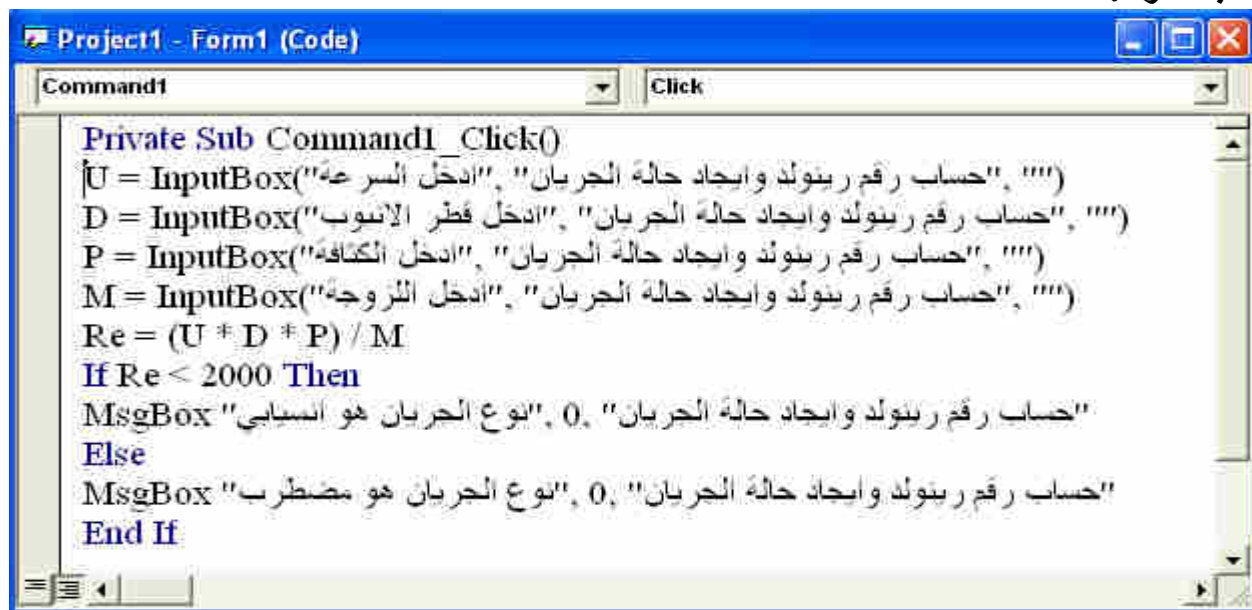 Project1 - Form1 (Code)
Command1 Click
Private Sub Command1_Click()
U = InputBox("ادخل السرعة", "حساب رقم رينولد وايجاد حالة الجريان", "")
D = InputBox("ادخل قطر الانبوب", "حساب رقم رينولد وايجاد حالة الجريان", "")
P = InputBox("ادخل الكثافة", "حساب رقم رينولد وايجاد حالة الجريان", "")
M = InputBox("ادخل اللزوجة", "حساب رقم رينولد وايجاد حالة الجريان", "")
Re = (U * D * P) / M
If Re < 2000 Then
MsgBox "نوع الجريان هو انسيابي", 0, "حساب رقم رينولد وايجاد حالة الجريان"
Else
MsgBox "نوع الجريان هو مضطرب", 0, "حساب رقم رينولد وايجاد حالة الجريان"
End If